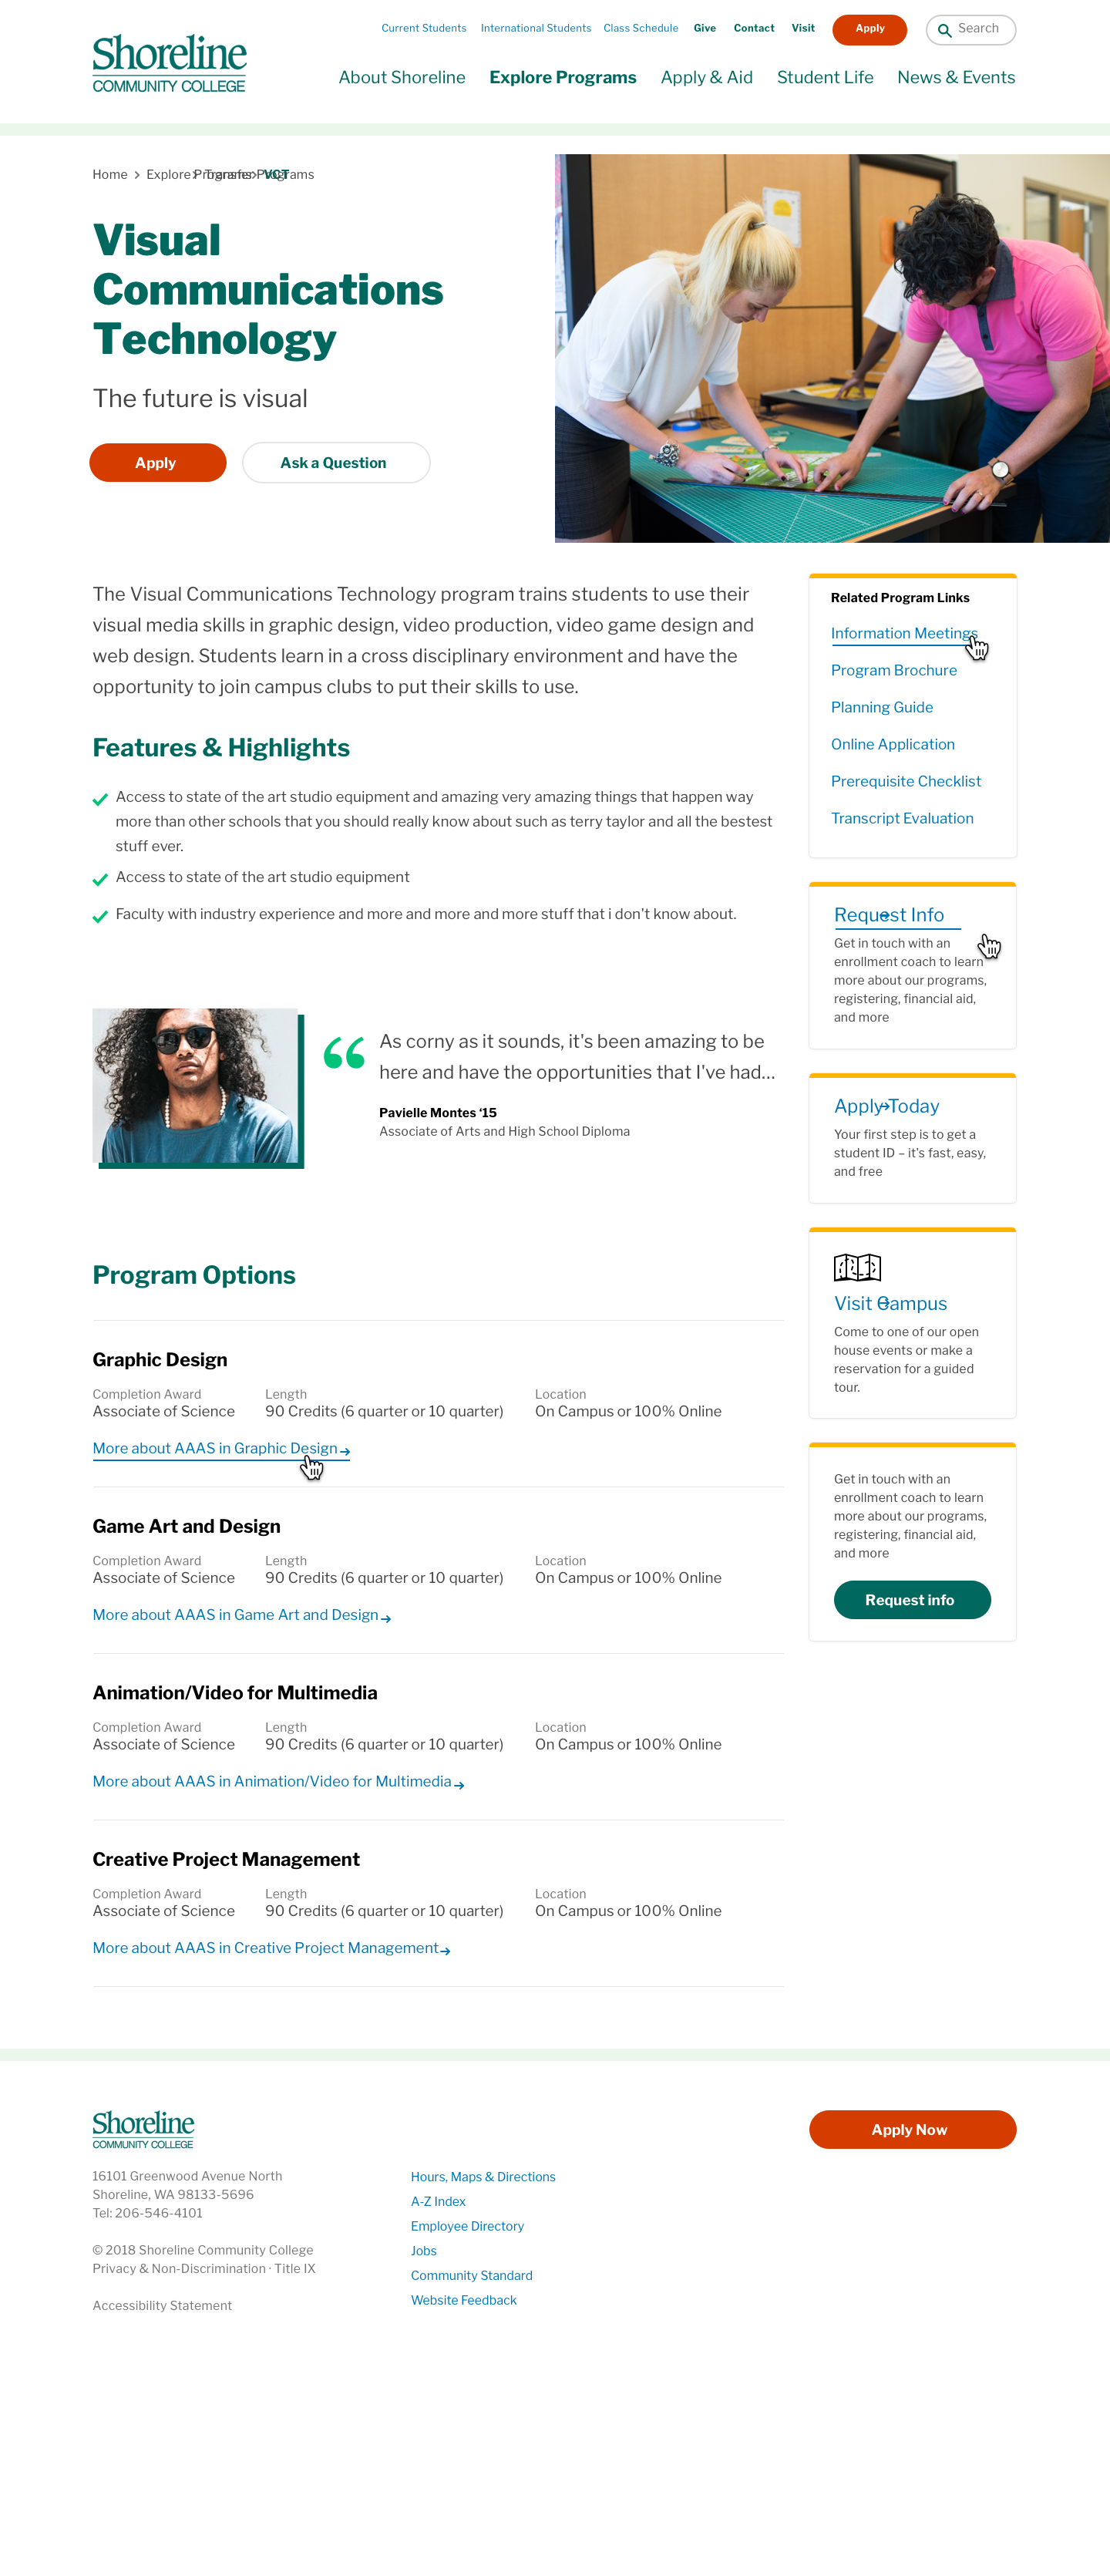 Current Students International Students Class Schedule Give Contact Visit Apply Search
Shoreline
COMMUNITY COLLEGE
About Shoreline Explore Programs Apply & Aid Student Life News & Events
Home > Explore Programs > Transfer Programs > VCT
Visual
Communications
Technology
The future is visual
Apply
Ask a Question
The Visual Communications Technology program trains students to use their
visual media skills in graphic design, video production, video game design and
web design. Students learn in a cross disciplinary environment and have the
opportunity to join campus clubs to put their skills to use.
Features & Highlights
Access to state of the art studio equipment and amazing very amazing things that happen way
more than other schools that you should really know about such as terry taylor and all the bestest
stuff ever.
Access to state of the art studio equipment
Faculty with industry experience and more and more and more stuff that i don't know about.
As corny as it sounds, it's been amazing to be
here and have the opportunities that I've had...
Pavielle Montes ‘15
Associate of Arts and High School Diploma
Program Options
Graphic Design
Completion Award Length Location
Associate of Science 90 Credits (6 quarter or 10 quarter) On Campus or 100% Online
More about AAAS in Graphic Design
Game Art and Design
Completion Award Length Location
Associate of Science 90 Credits (6 quarter or 10 quarter) On Campus or 100% Online
More about AAAS in Game Art and Design
Animation/Video for Multimedia
Completion Award Length Location
Associate of Science 90 Credits (6 quarter or 10 quarter) On Campus or 100% Online
More about AAAS in Animation/Video for Multimedia
Creative Project Management
Completion Award Length Location
Associate of Science 90 Credits (6 quarter or 10 quarter) On Campus or 100% Online
More about AAAS in Creative Project Management
Related Program Links
Information Meetings
Program Brochure
Planning Guide
Online Application
Prerequisite Checklist
Transcript Evaluation
Request Info
Get in touch with an
enrollment coach to learn
more about our programs,
registering, financial aid,
and more
Apply Today
Your first step is to get a
student ID – it's fast, easy,
and free
Visit Campus
Come to one of our open
house events or make a
reservation for a guided
tour.
Get in touch with an
enrollment coach to learn
more about our programs,
registering, financial aid,
and more
Request info
Shoreline
COMMUNITY COLLEGE
16101 Greenwood Avenue North
Shoreline, WA 98133-5696
Tel: 206-546-4101
© 2018 Shoreline Community College
Privacy & Non-Discrimination · Title IX
Accessibility Statement
Hours, Maps & Directions
A-Z Index
Employee Directory
Jobs
Community Standard
Website Feedback
Apply Now